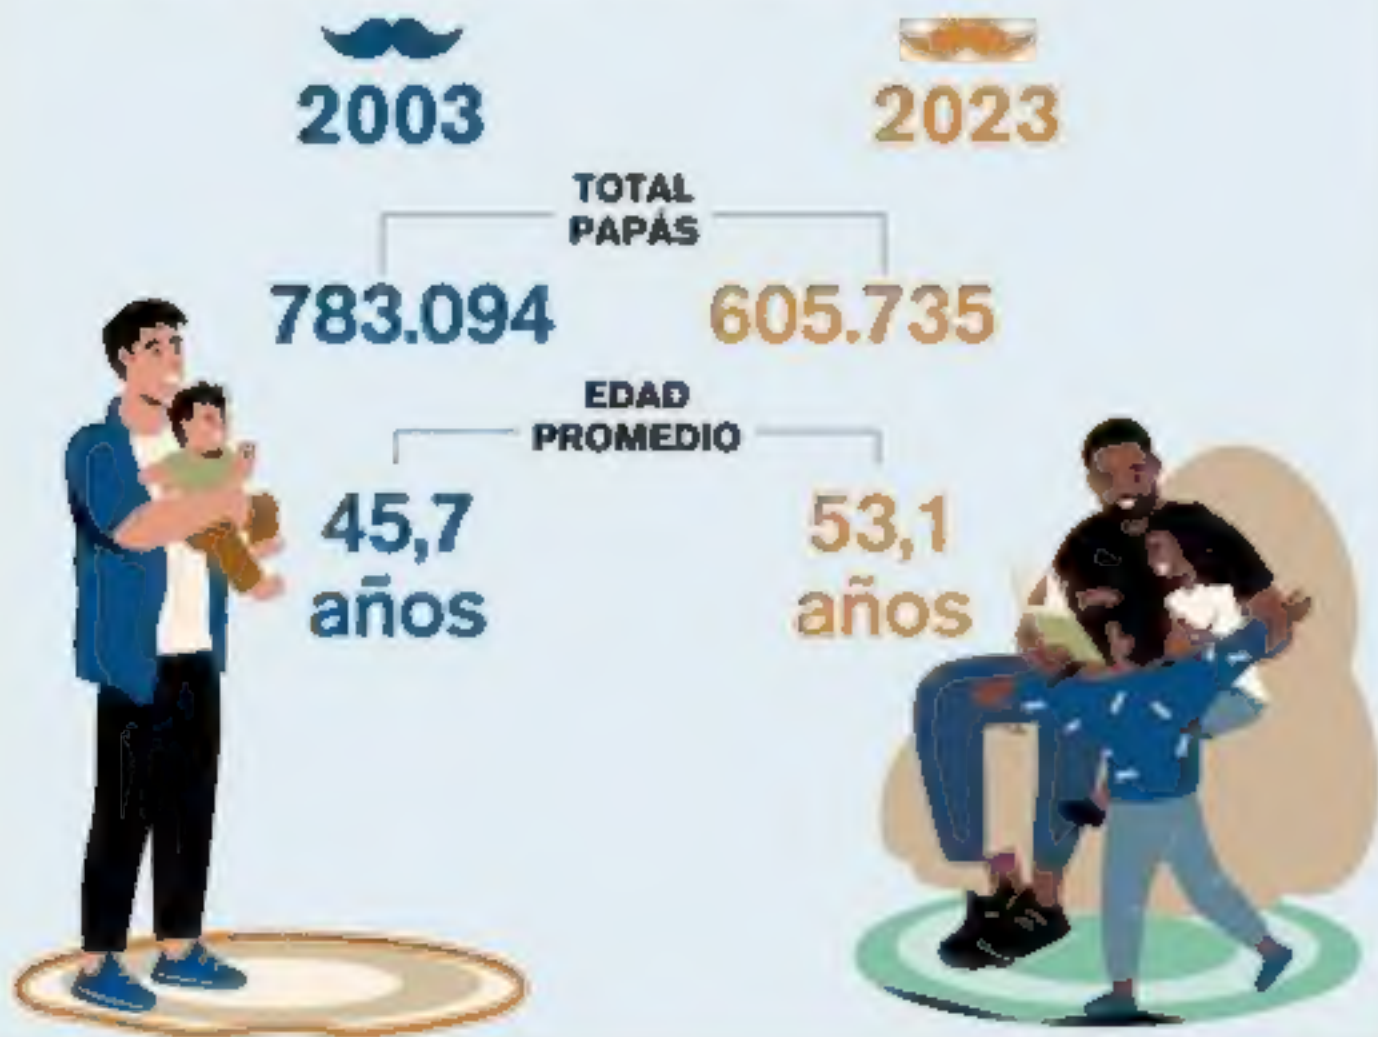 2003
2023
TOTAL
PAPÁS
783.094
605.735
EDAD
PROMEDIO
45,7
años
53,1
años